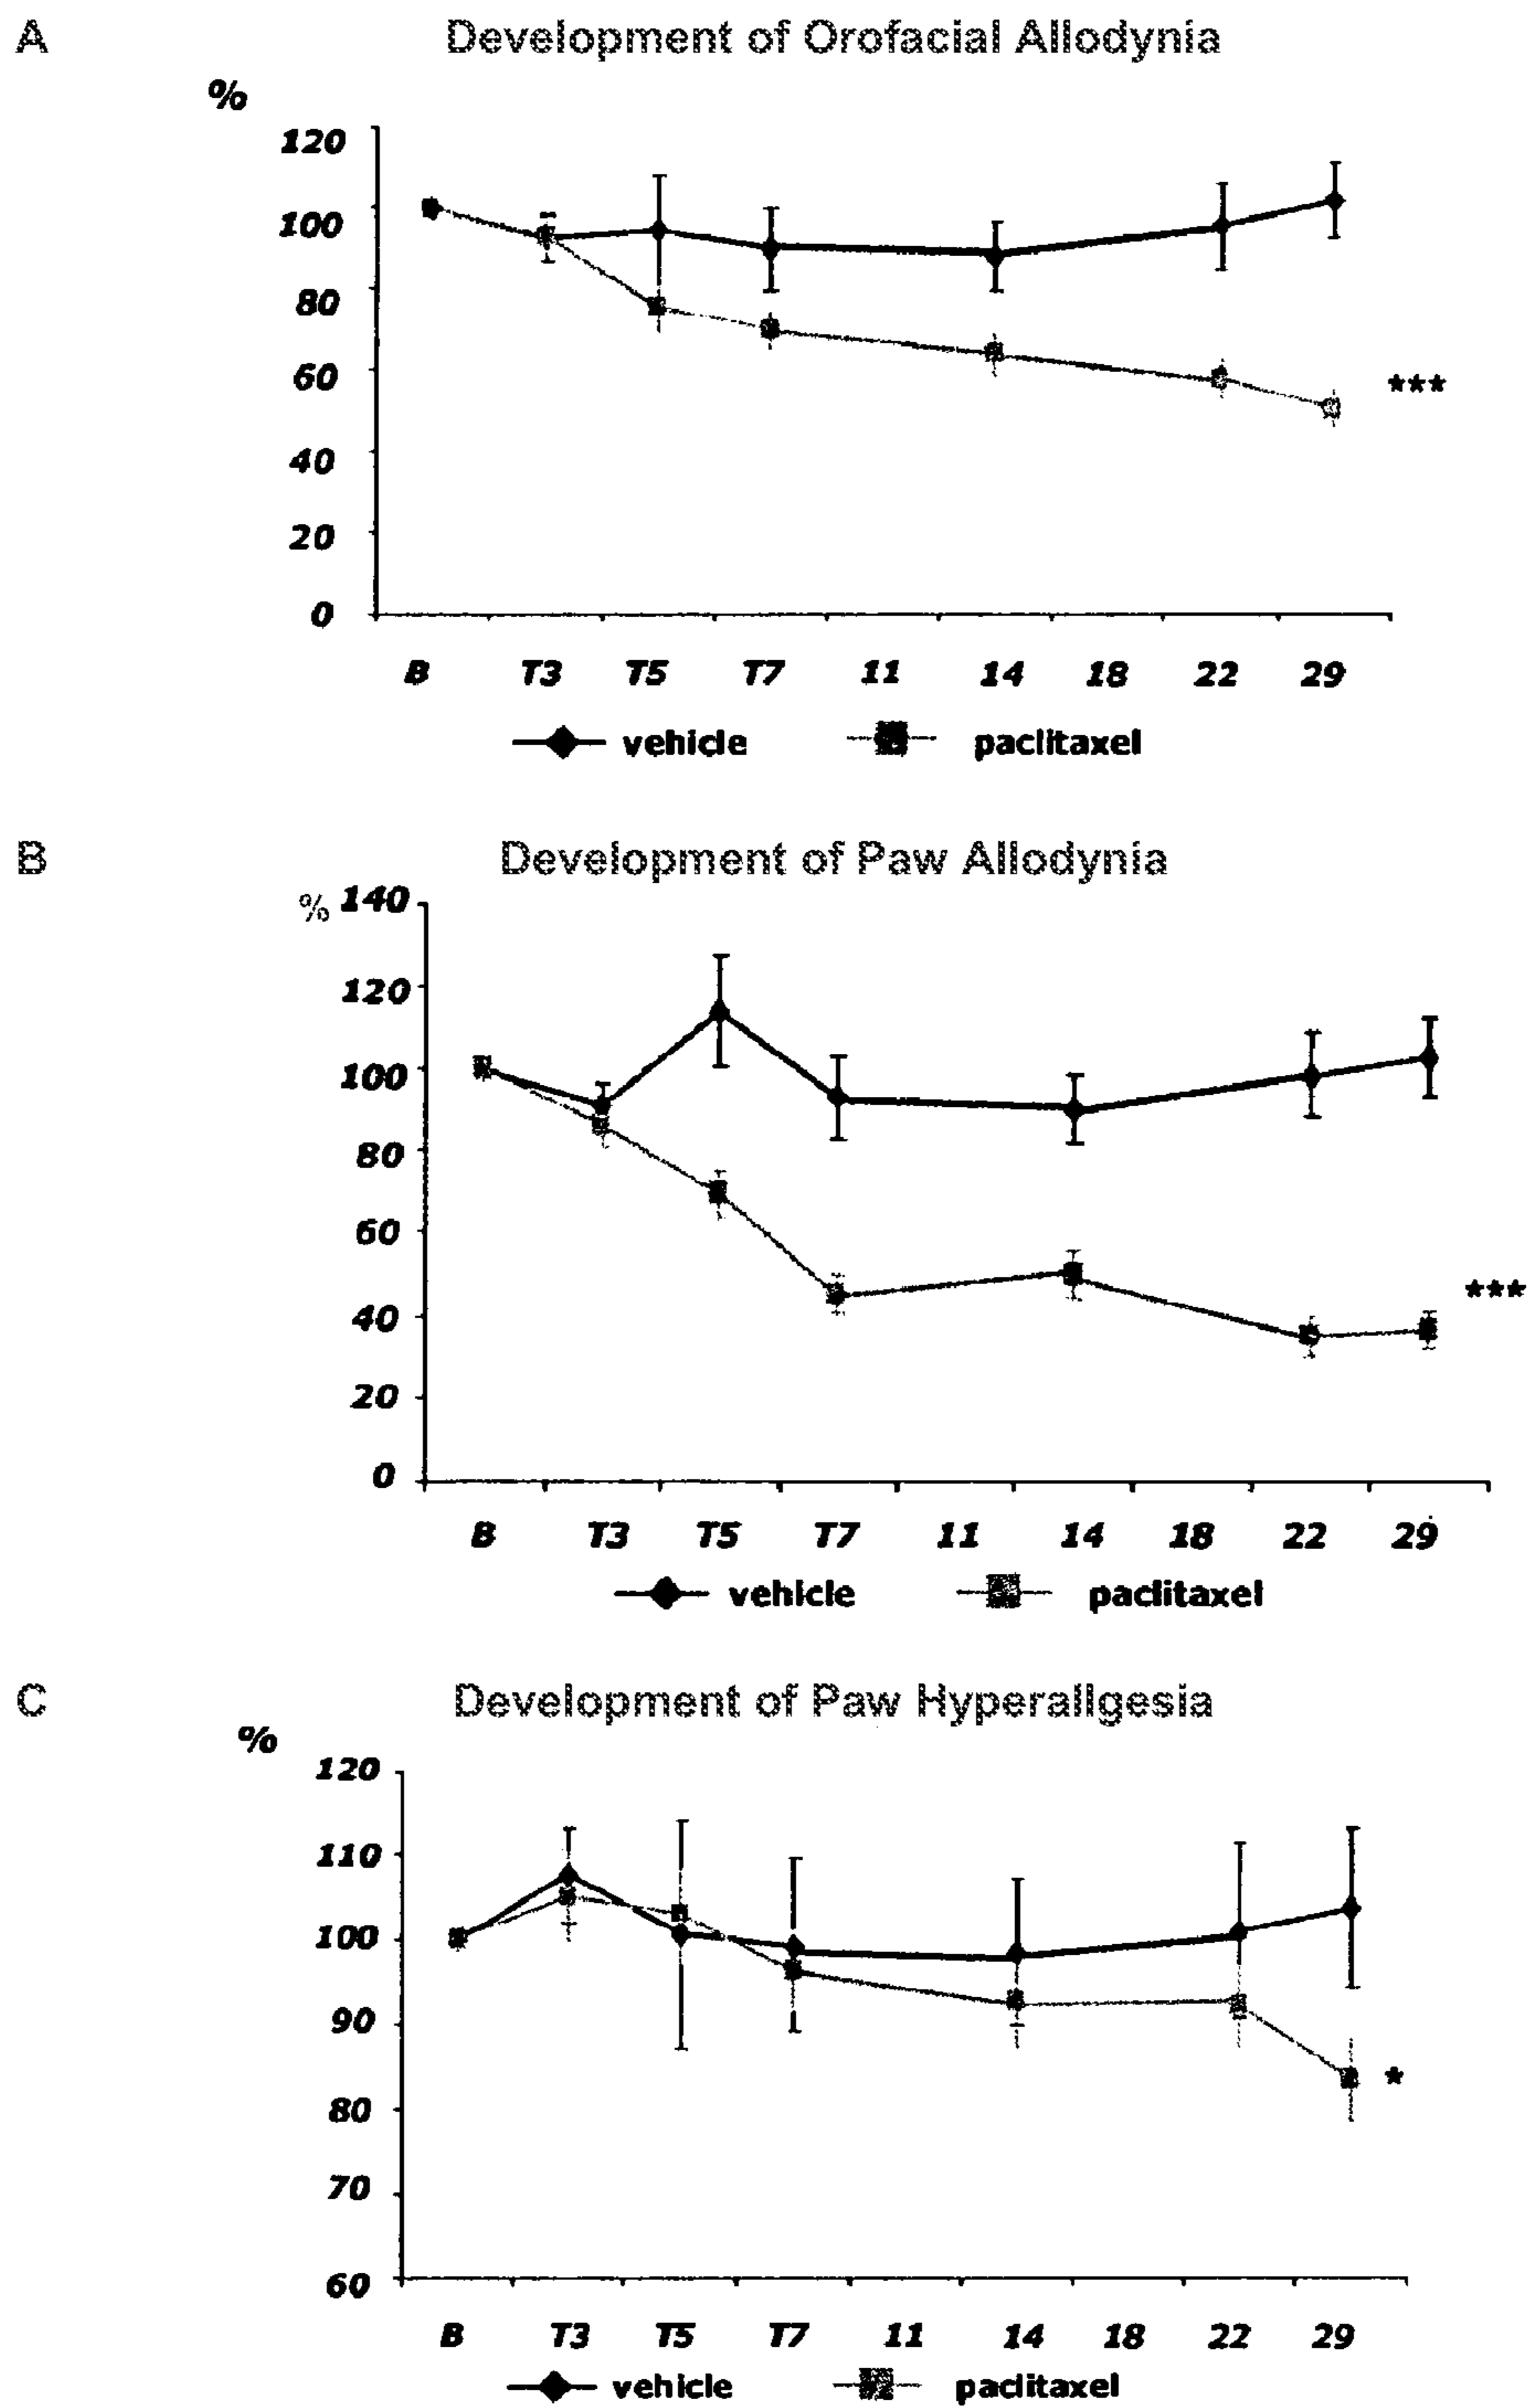 A
Development of Orofacial Allodynia
%
120
100
80
60
40
20
0
B T3 T5 T7 11 14 18 22 29
***
vehicle paclitaxel
B
Development of Paw Allodynia
% 140
120
100
80
60
40
20
0
B T3 T5 T7 11 14 18 22 29
***
vehicle paclitaxel
C
Development of Paw Hyperallgesia
%
120
110
100
90
80
70
60
B T3 T5 T7 11 14 18 22 29
*
vehicle paclitaxel